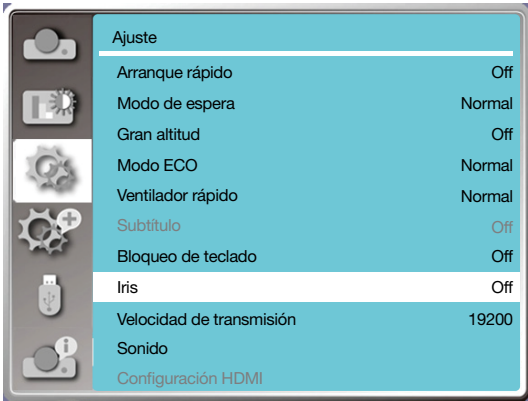 Ajuste
Arranque rápido Off
Modo de espera Normal
Gran altitud Off
Modo ECO Normal
Ventilador rápido Normal
Subtítulo Off
Bloqueo de teclado Off
Iris Off
Velocidad de transmisión 19200
Sonido
Configuración HDMI